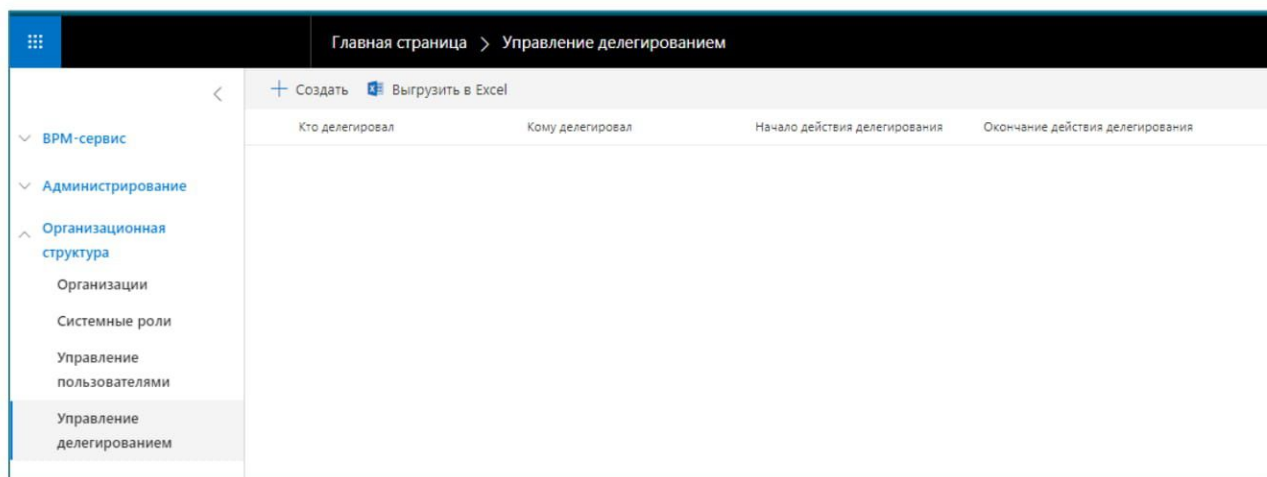 Главная страница > Управление делегированием
Создать Выгрузить в Excel
Кто делегировал Кому делегировал Начало действия делегирования Окончание действия делегирования
BPM-сервис
Администрирование
Организационная
структура
Организации
Системные роли
Управление
пользователями
Управление
делегированием